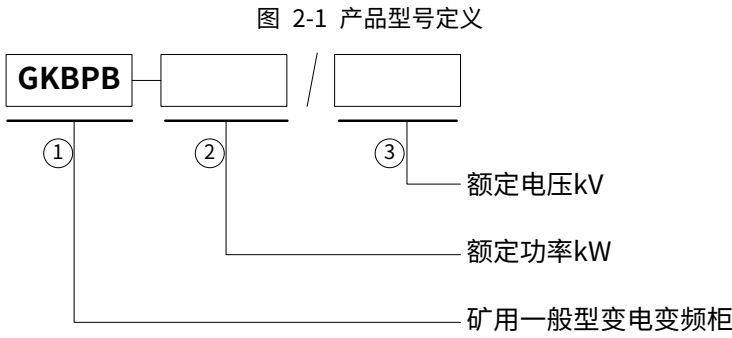 图 2-1 产品型号定义
GKBPB
① ② ③
额定电压kV
额定功率kW
矿用一般型变电变频柜